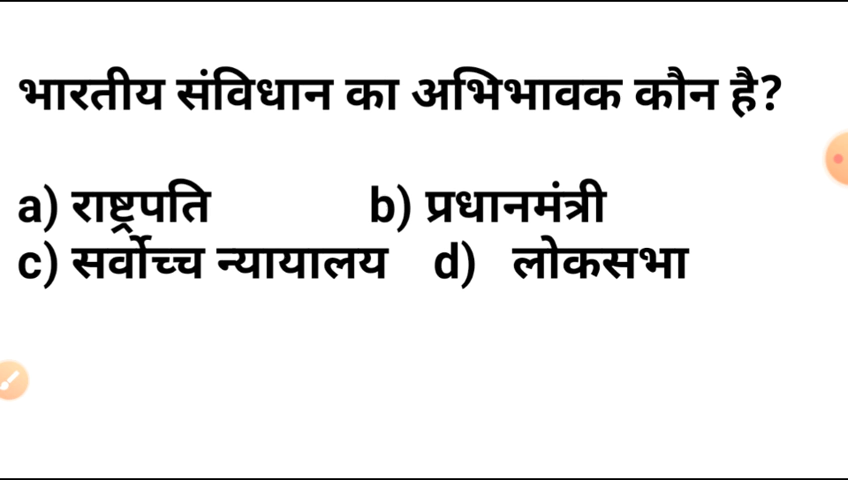 भारतीय संविधान का अभिभावक कौन है?
a) राष्ट्रपति b) प्रधानमंत्री
c) सर्वोच्च न्यायालय d) लोकसभा